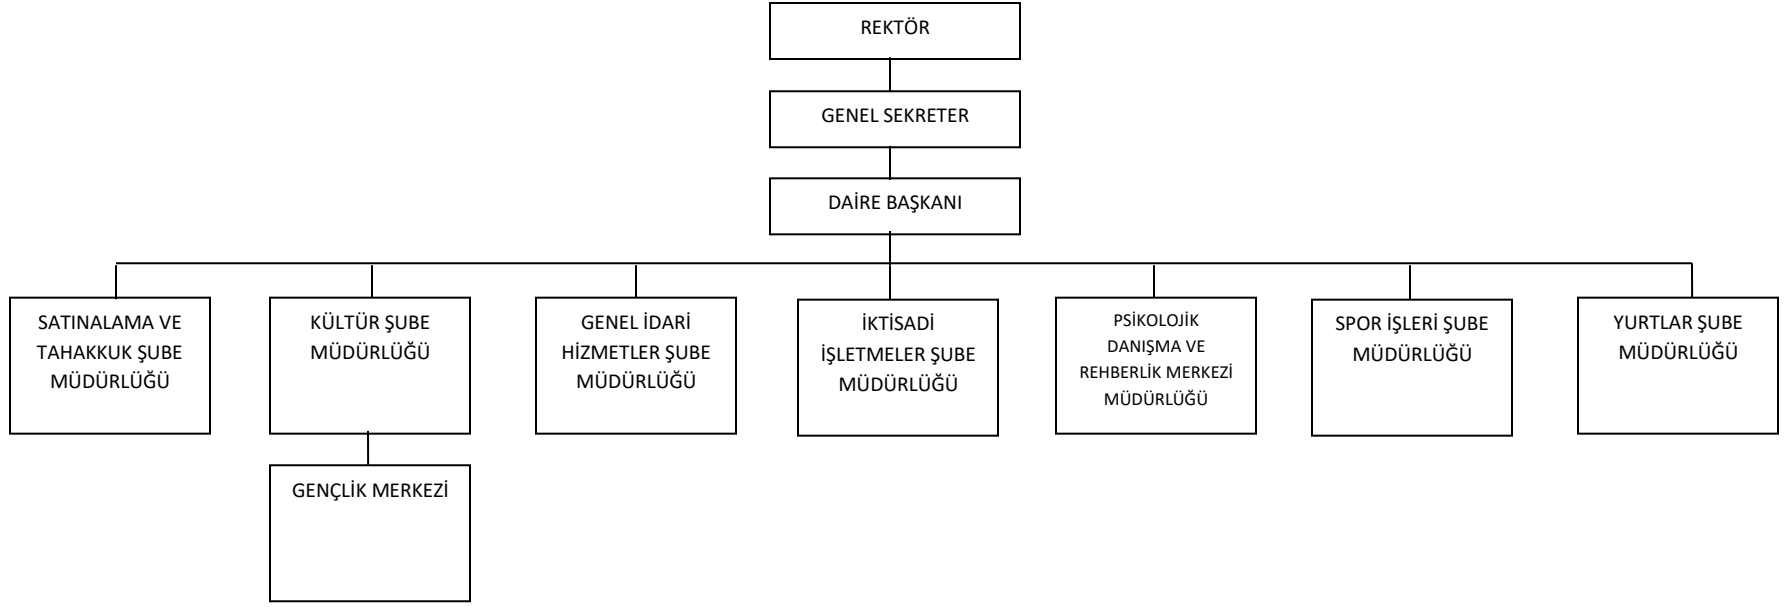 REKTÖR
GENEL SEKRETER
DAİRE BAŞKANI
SATINALAMA VE
TAHAKKUK ŞUBE
MÜDÜRLÜĞÜ
KÜLTÜR ŞUBE
MÜDÜRLÜĞÜ
GENEL İDARİ
HİZMETLER ŞUBE
MÜDÜRLÜĞÜ
İKTİSADİ
İŞLETMELER ŞUBE
MÜDÜRLÜĞÜ
PSİKOLOJİK
DANIŞMA VE
REHBERLİK MERKEZİ
MÜDÜRLÜĞÜ
SPOR İŞLERİ ŞUBE
MÜDÜRLÜĞÜ
YURTLAR ŞUBE
MÜDÜRLÜĞÜ
GENÇLİK MERKEZİ